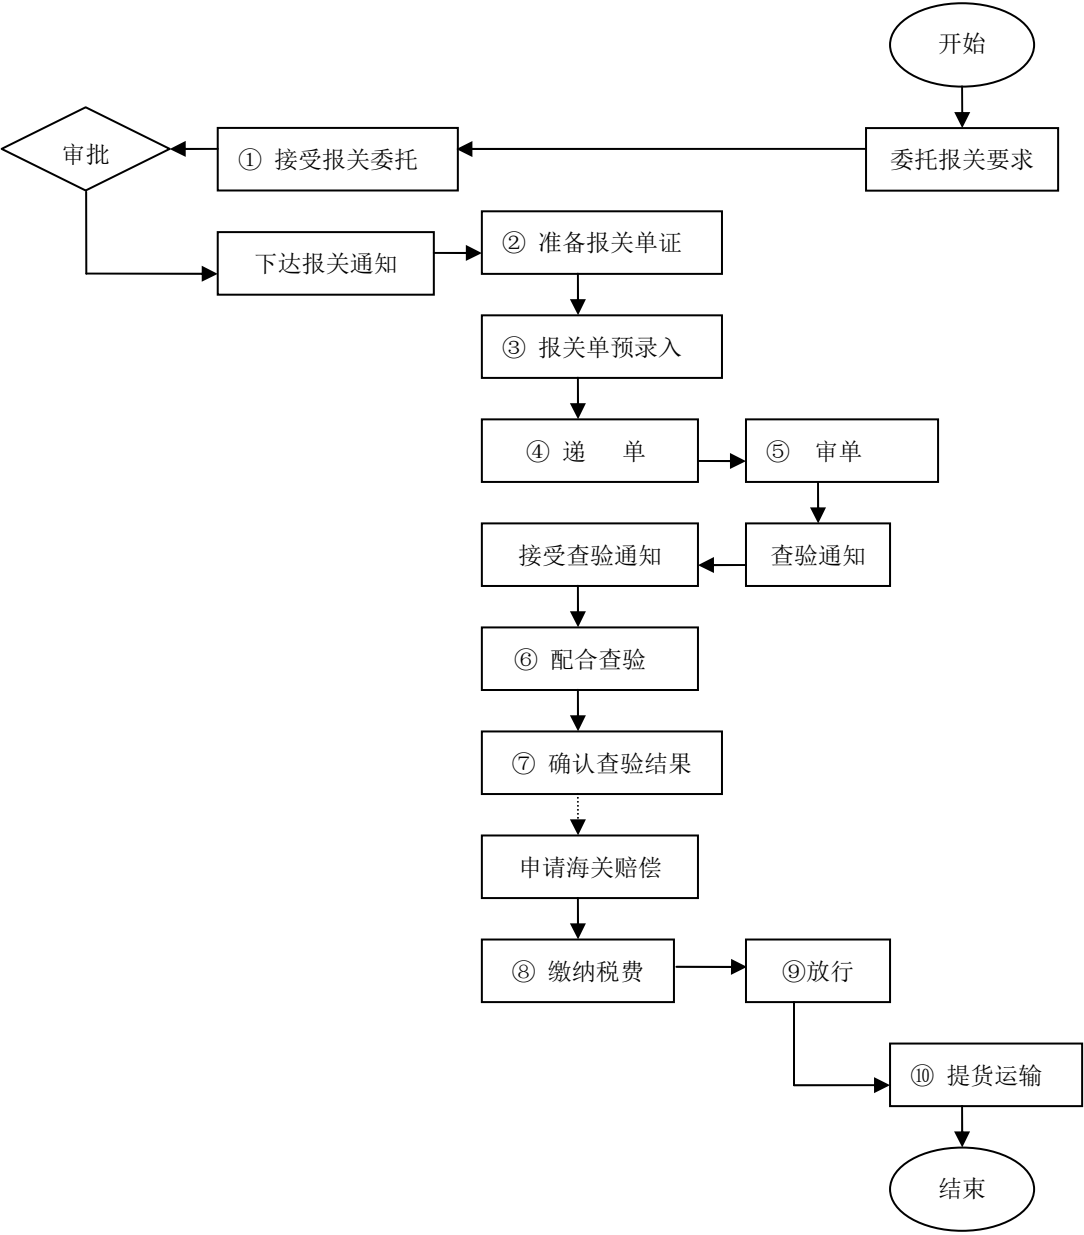 开始
委托报关要求
① 接受报关委托
审批
下达报关通知
② 准备报关单证
③ 报关单预录入
④ 递 单
⑤ 审单
查验通知
接受查验通知
⑥ 配合查验
⑦ 确认查验结果
申请海关赔偿
⑧ 缴纳税费
⑨放行
⑩ 提货运输
结束